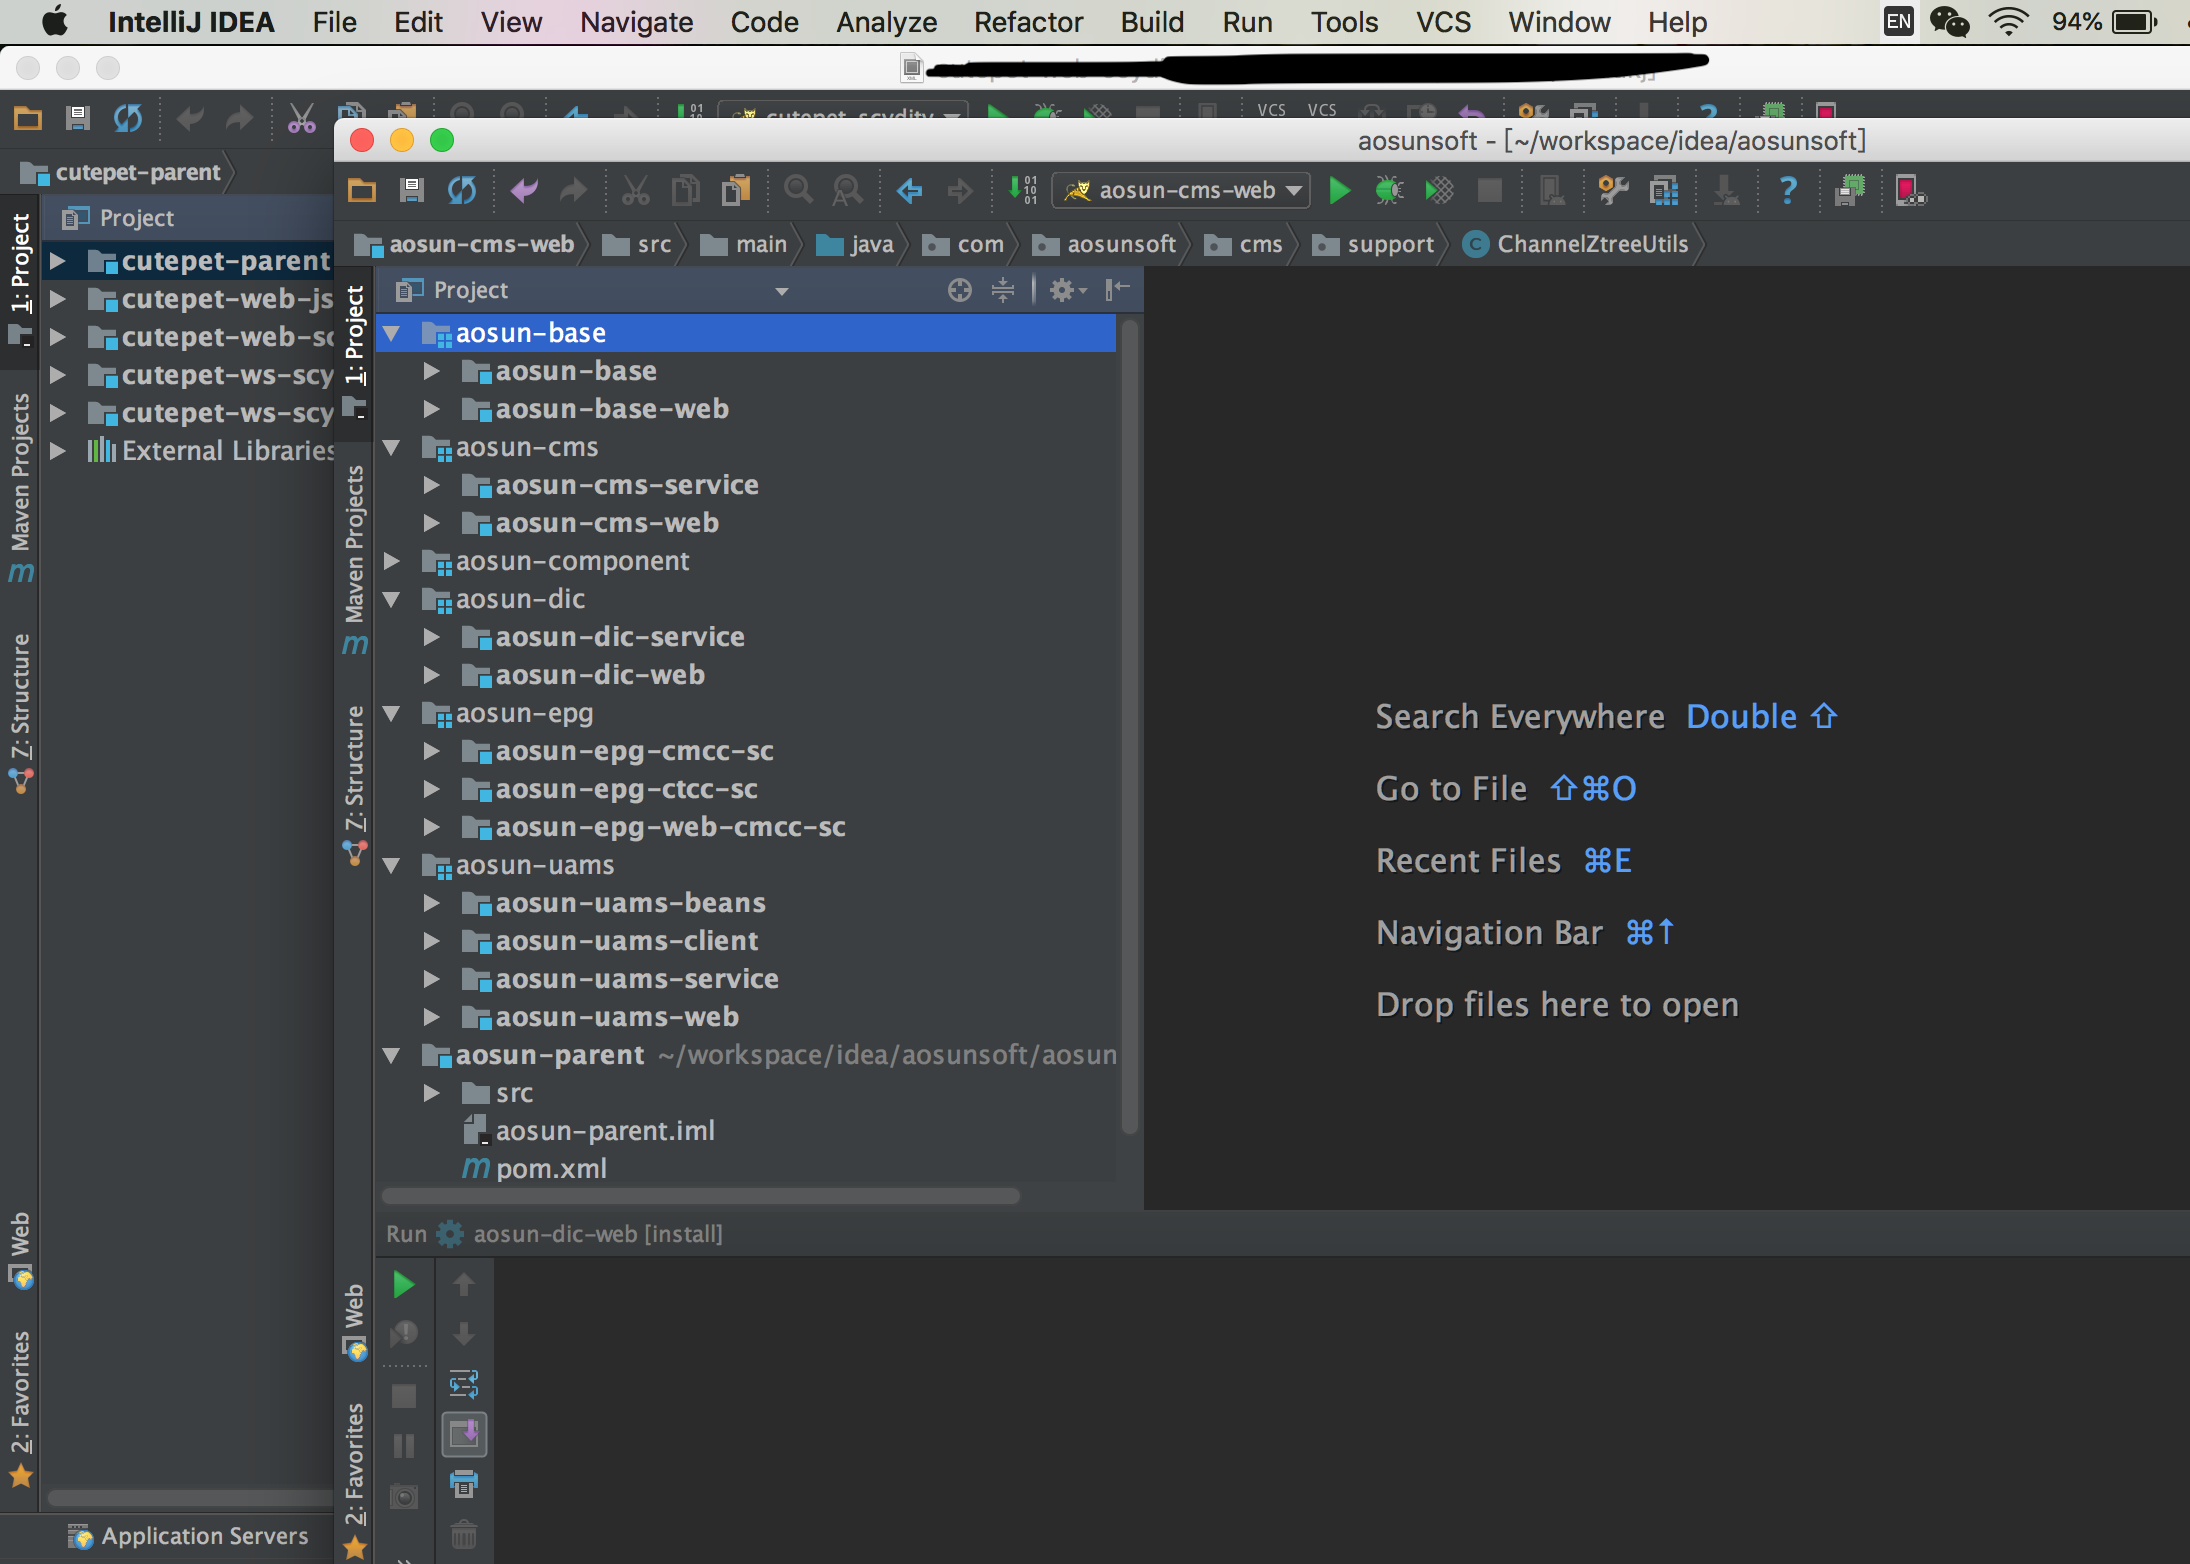 IntelliJ IDEA File Edit View Navigate Code Analyze Refactor Build Run Tools VCS Window Help EN 94%
VCS VCS
cutepet-parent
Project
cutepet-parent
cutepet-web-js
cutepet-web-sc
cutepet-ws-scy
cutepet-ws-scy
External Libraries
1: Project
Maven Projects
7: Structure
Web
2: Favorites
Application Servers
aosunsoft - [~/workspace/idea/aosunsoft]
aosun-cms-web
aosun-cms-web src main java com aosunsoft cms support ChannelZtreeUtils
1: Project
Maven Projects
7: Structure
Web
2: Favorites
Project
aosun-base
aosun-base
aosun-base-web
aosun-cms
aosun-cms-service
aosun-cms-web
aosun-component
aosun-dic
aosun-dic-service
aosun-dic-web
aosun-epg
aosun-epg-cmcc-sc
aosun-epg-ctcc-sc
aosun-epg-web-cmcc-sc
aosun-uams
aosun-uams-beans
aosun-uams-client
aosun-uams-service
aosun-uams-web
aosun-parent ~/workspace/idea/aosunsoft/aosun
src
aosun-parent.iml
pom.xml
Search Everywhere Double ⇧
Go to File ⇧⌘O
Recent Files ⌘E
Navigation Bar ⌘↑
Drop files here to open
Run aosun-dic-web [install]